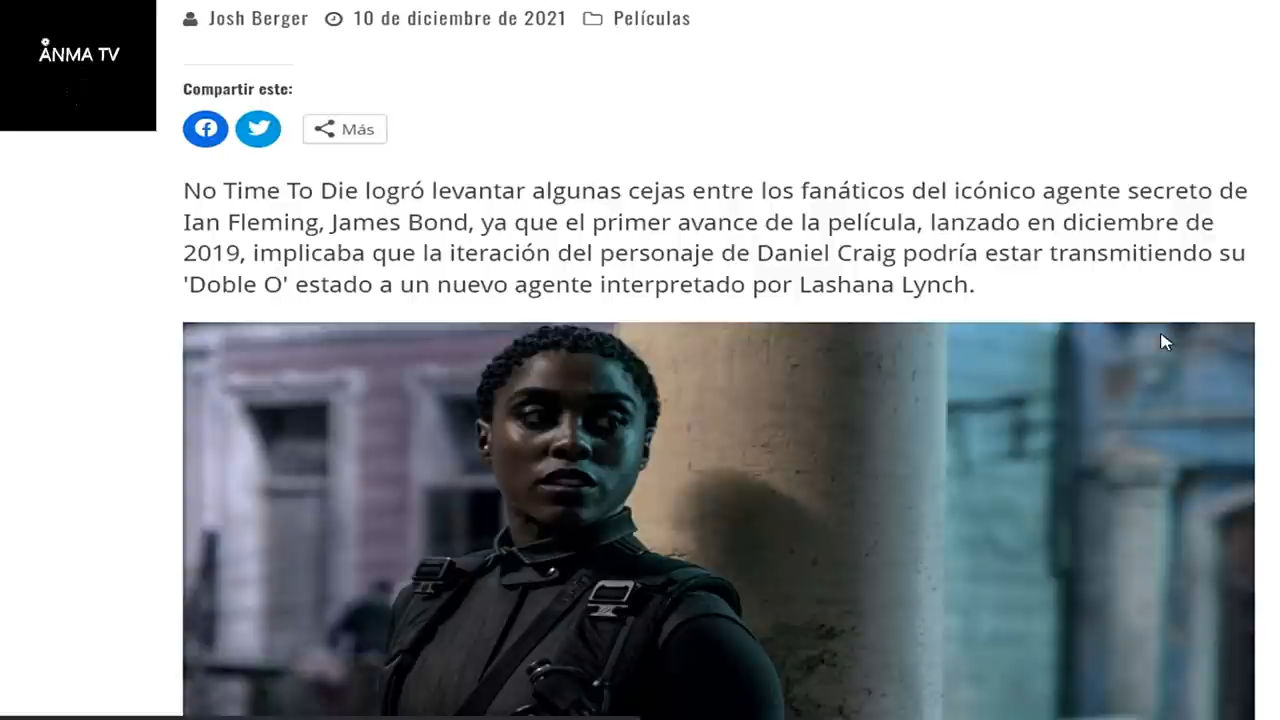 ANMA TV
Josh Berger 10 de diciembre de 2021 Películas
Compartir este:
Más
No Time To Die logró levantar algunas cejas entre los fanáticos del icónico agente secreto de
Ian Fleming, James Bond, ya que el primer avance de la película, lanzado en diciembre de
2019, implicaba que la iteración del personaje de Daniel Craig podría estar transmitiendo su
'Doble O' estado a un nuevo agente interpretado por Lashana Lynch.